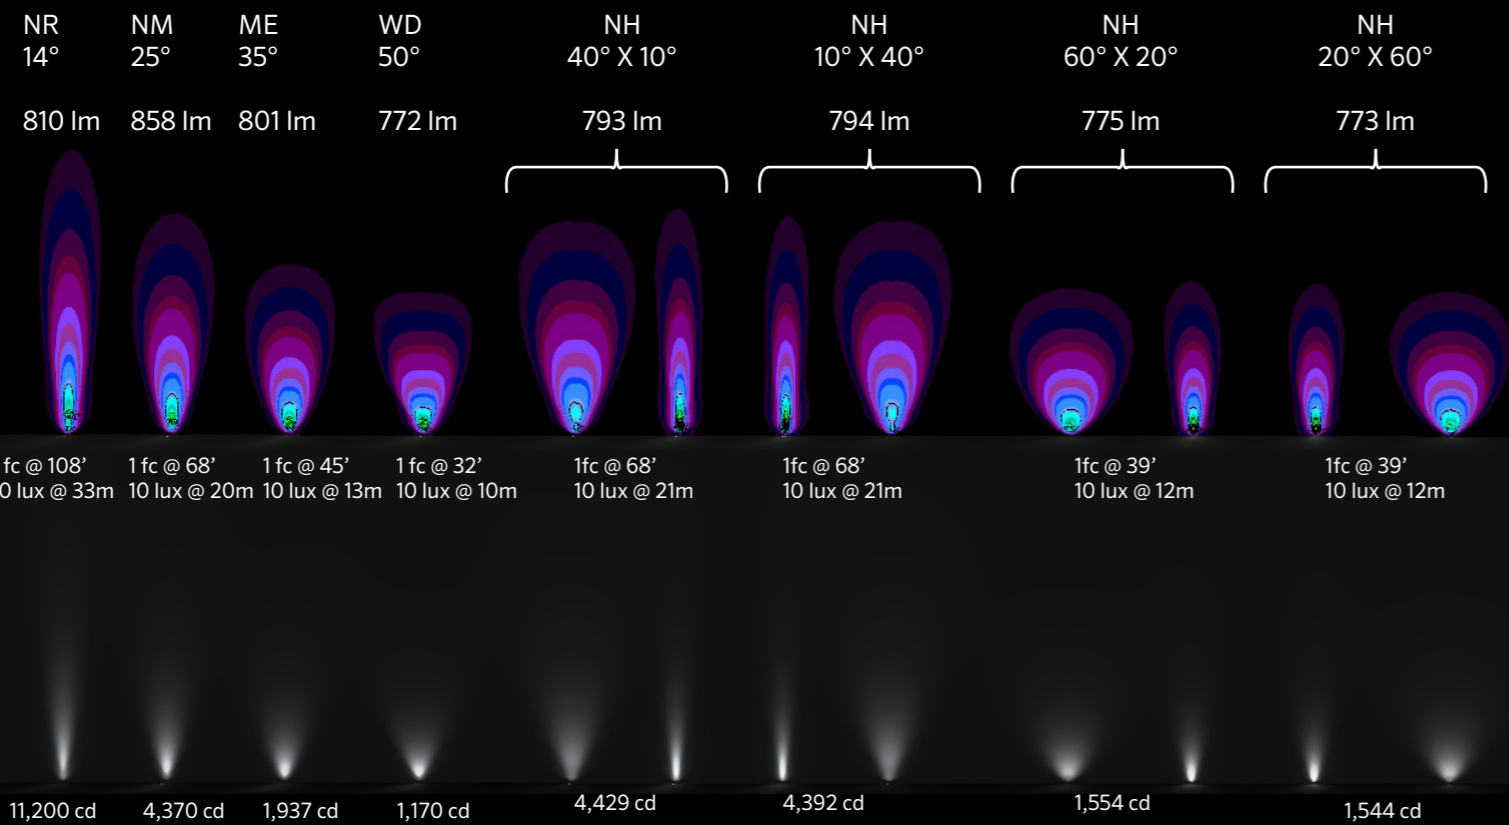 NR
14°
810 lm
NM
25°
858 lm
ME
35°
801 lm
WD
50°
772 lm
NH
40° X 10°
793 lm
NH
10° X 40°
794 lm
NH
60° X 20°
775 lm
NH
20° X 60°
773 lm
fc @ 108’
0 lux @ 33m
1 fc @ 68’
10 lux @ 20m
1 fc @ 45’
10 lux @ 13m
1 fc @ 32’
10 lux @ 10m
1fc @ 68’
10 lux @ 21m
1fc @ 68’
10 lux @ 21m
1fc @ 39’
10 lux @ 12m
1fc @ 39’
10 lux @ 12m
11,200 cd
4,370 cd
1,937 cd
1,170 cd
4,429 cd
4,392 cd
1,554 cd
1,544 cd